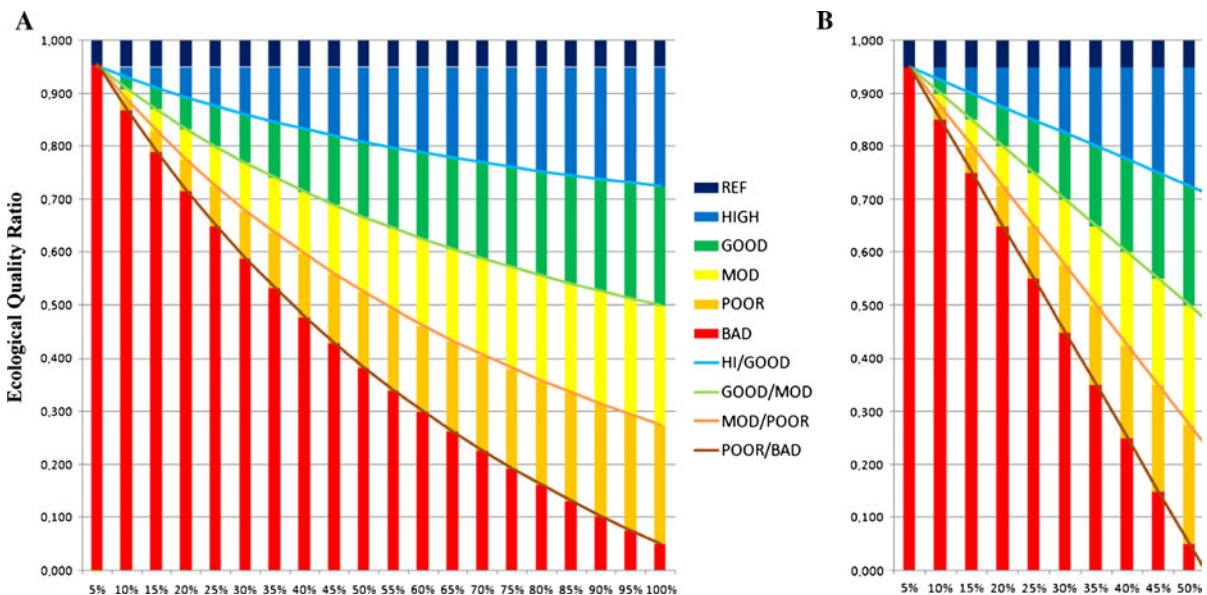 A
B
Ecological Quality Ratio
1,000
0,900
0,800
0,700
0,600
0,500
0,400
0,300
0,200
0,100
0,000
5% 10% 15% 20% 25% 30% 35% 40% 45% 50% 55% 60% 65% 70% 75% 80% 85% 90% 95% 100%
REF
HIGH
GOOD
MOD
POOR
BAD
HI/GOOD
GOOD/MOD
MOD/POOR
POOR/BAD
1,000
0,900
0,800
0,700
0,600
0,500
0,400
0,300
0,200
0,100
0,000
5% 10% 15% 20% 25% 30% 35% 40% 45% 50%